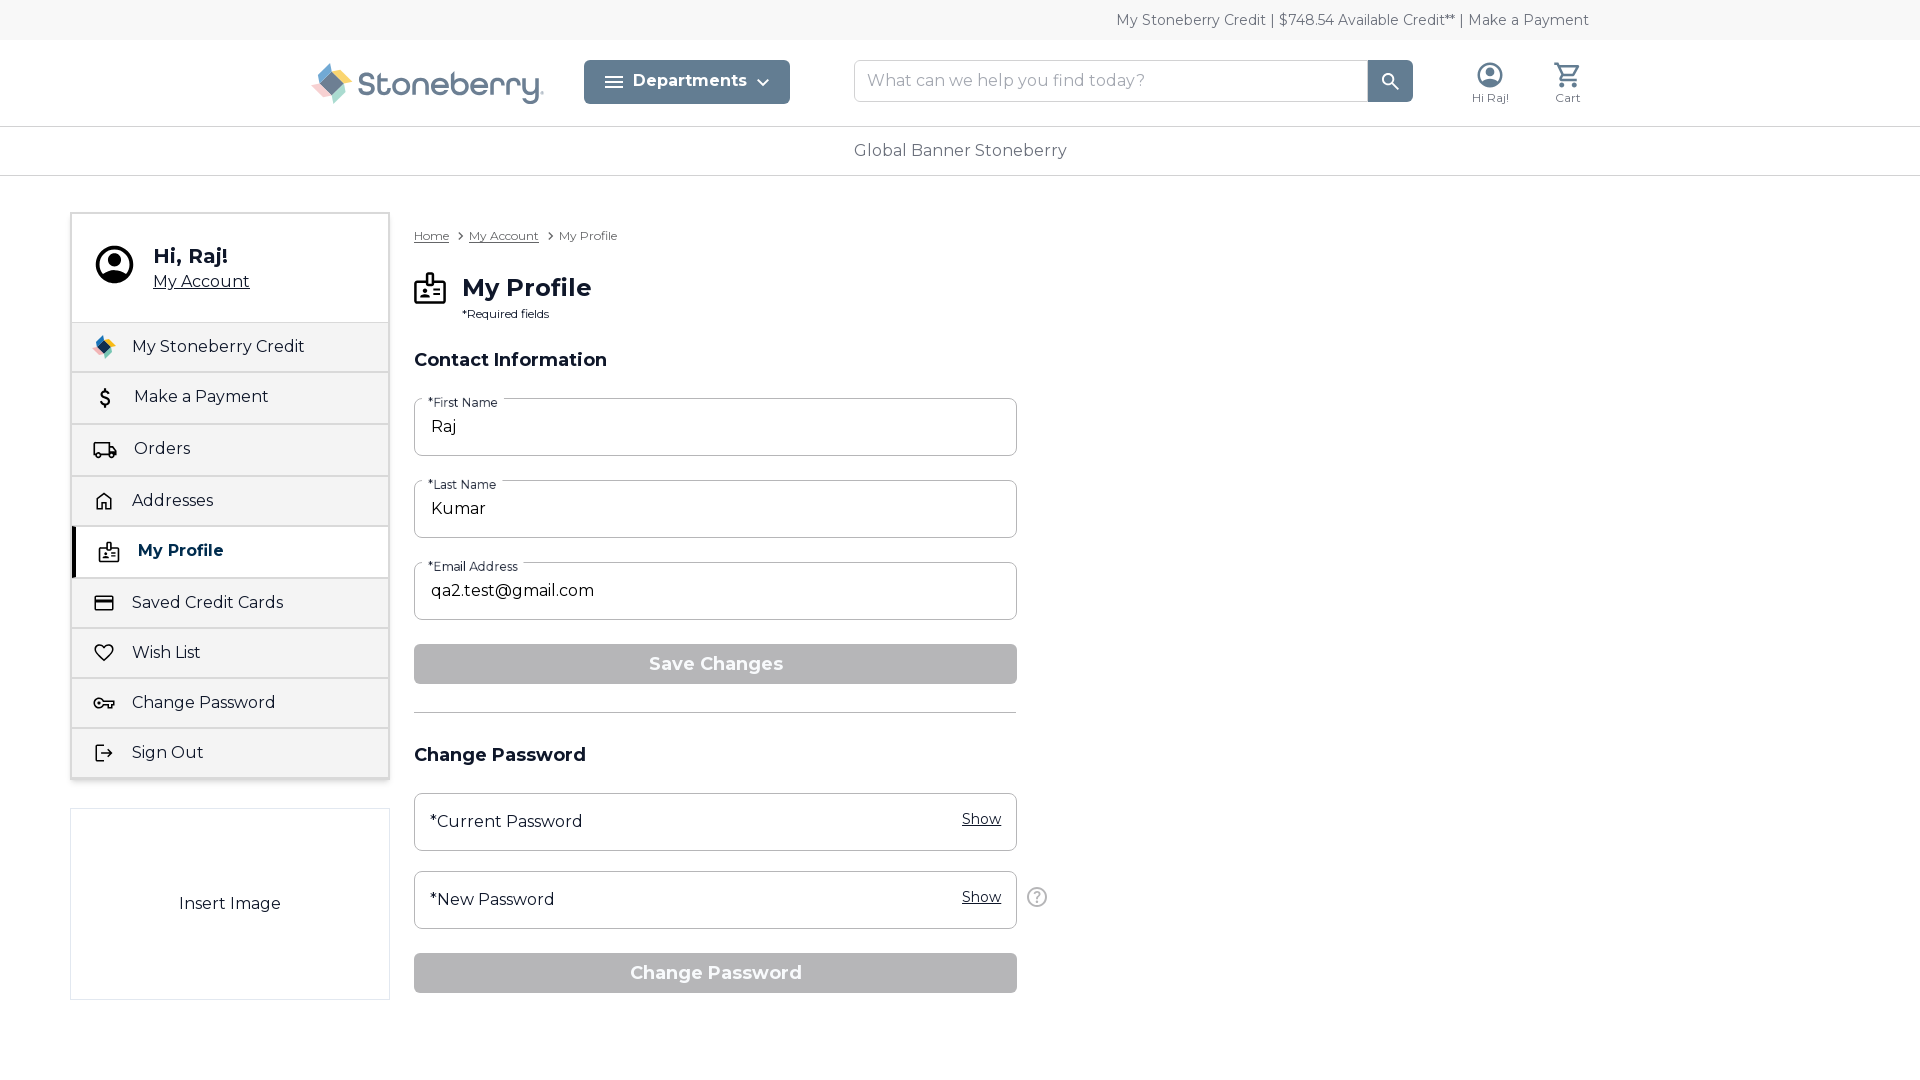 My Stoneberry Credit | $748.54 Available Credit** | Make a Payment
Stoneberry
Departments
What can we help you find today?
Hi Raj!
Cart
Global Banner Stoneberry
Hi, Raj!
My Account
My Stoneberry Credit
Make a Payment
Orders
Addresses
My Profile
Saved Credit Cards
Wish List
Change Password
Sign Out
Insert Image
Home > My Account > My Profile
My Profile
*Required fields
Contact Information
*First Name
Raj
*Last Name
Kumar
*Email Address
qa2.test@gmail.com
Save Changes
Change Password
*Current Password Show
*New Password Show
Change Password